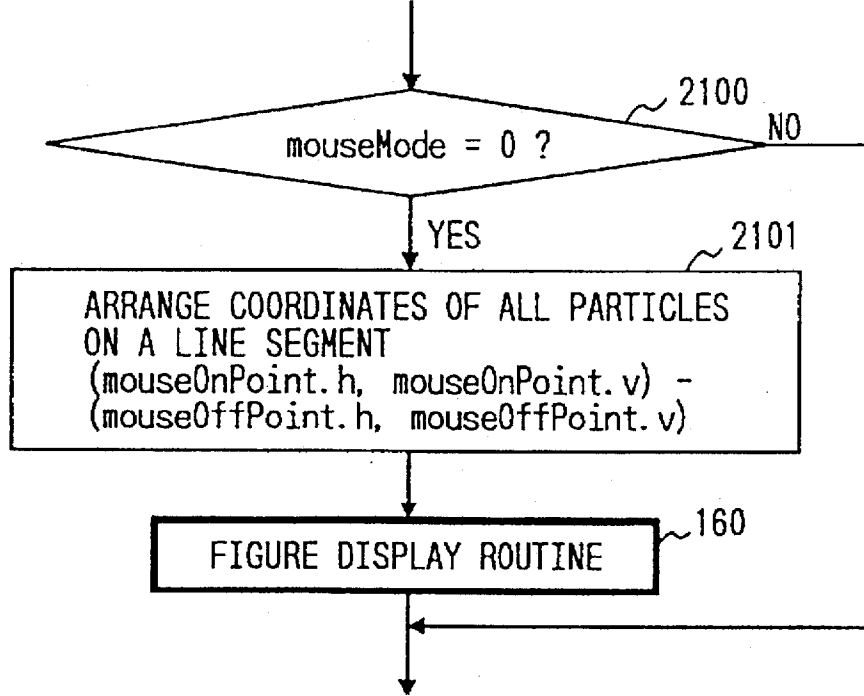 2100
mouseMode = 0 ?
NO
YES
2101
ARRANGE COORDINATES OF ALL PARTICLES
ON A LINE SEGMENT
(mouseOnPoint.h, mouseOnPoint.v) -
(mouseOffPoint.h, mouseOffPoint.v)
160
FIGURE DISPLAY ROUTINE